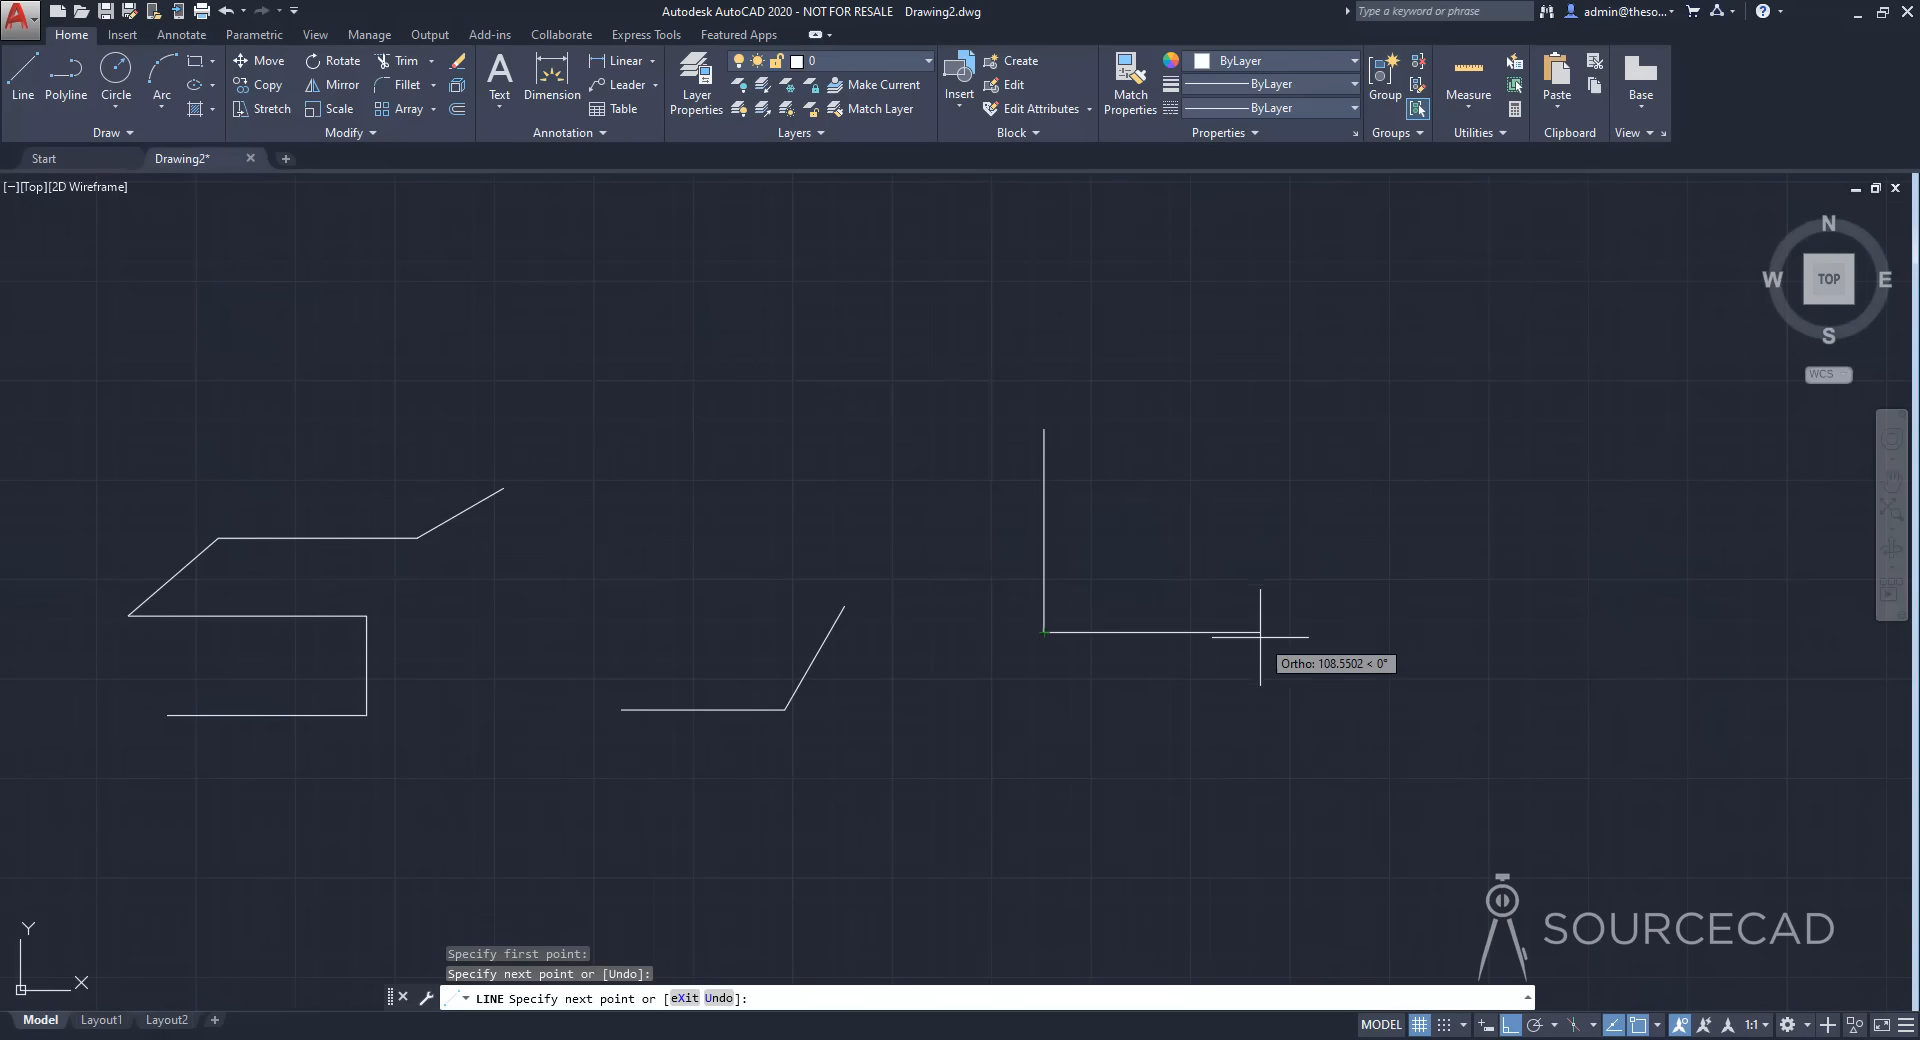 Autodesk AutoCAD 2020 - NOT FOR RESALE Drawing2.dwg
Type a keyword or phrase
admin@theso...
Home Insert Annotate Parametric View Manage Output Add-ins Collaborate Express Tools Featured Apps
Line Polyline Circle Arc
Move Rotate Trim
Copy Mirror Fillet
Stretch Scale Array
Text Dimension
Linear
Leader
Table
Layer Properties
0
Make Current
Match Layer
Insert
Create
Edit
Edit Attributes
Match Properties
ByLayer
ByLayer
ByLayer
Group
Measure
Paste
Base
Draw Modify Annotation Layers Block Properties Groups Utilities Clipboard View
Start Drawing2*
[−][Top][2D Wireframe]
N
W TOP E
S
WCS
Ortho: 108.5502 < 0°
SOURCECAD
Y
X
Specify first point:
Specify next point or [Undo]:
LINE Specify next point or [eXit Undo]:
Model Layout1 Layout2
MODEL 1:1